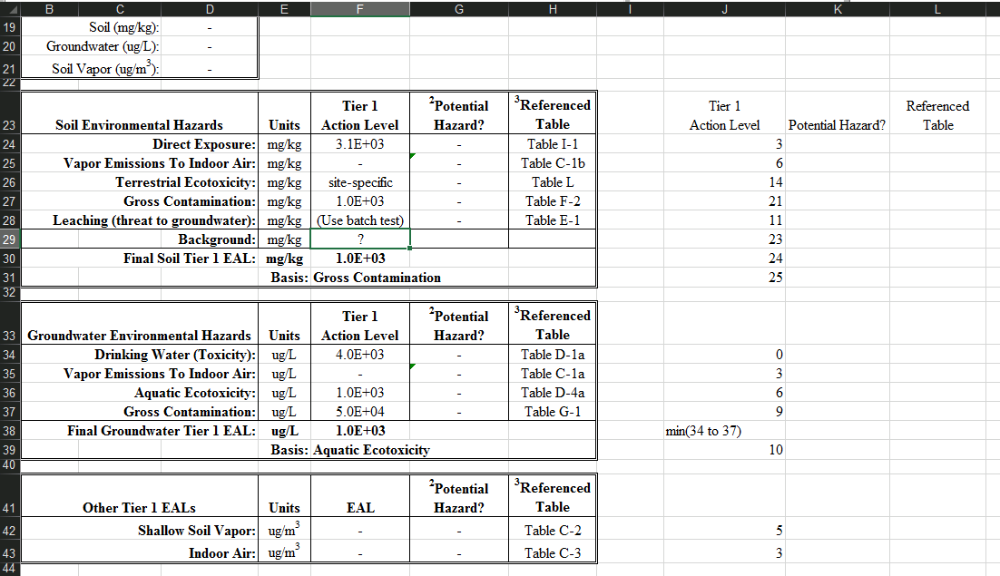 B C D E F G H I J K L
19 Soil (mg/kg): -
20 Groundwater (ug/L): -
21 Soil Vapor (ug/m³): -
22
Tier 1 ²Potential ³Referenced Tier 1 Referenced
23 Soil Environmental Hazards Units Action Level Hazard? Table Action Level Potential Hazard? Table
24 Direct Exposure: mg/kg 3.1E+03 - Table I-1 3
25 Vapor Emissions To Indoor Air: mg/kg - - Table C-1b 6
26 Terrestrial Ecotoxicity: mg/kg site-specific - Table L 14
27 Gross Contamination: mg/kg 1.0E+03 - Table F-2 21
28 Leaching (threat to groundwater): mg/kg (Use batch test) - Table E-1 11
29 Background: mg/kg ? 23
30 Final Soil Tier 1 EAL: mg/kg 1.0E+03 24
31 Basis: Gross Contamination 25
32
Tier 1 ²Potential ³Referenced
33 Groundwater Environmental Hazards Units Action Level Hazard? Table
34 Drinking Water (Toxicity): ug/L 4.0E+03 - Table D-1a 0
35 Vapor Emissions To Indoor Air: ug/L - - Table C-1a 3
36 Aquatic Ecotoxicity: ug/L 1.0E+03 - Table D-4a 6
37 Gross Contamination: ug/L 5.0E+04 - Table G-1 9
38 Final Groundwater Tier 1 EAL: ug/L 1.0E+03 min(34 to 37)
39 Basis: Aquatic Ecotoxicity 10
40
²Potential ³Referenced
41 Other Tier 1 EALs Units EAL Hazard? Table
42 Shallow Soil Vapor: ug/m³ - - Table C-2 5
43 Indoor Air: ug/m³ - - Table C-3 3
44